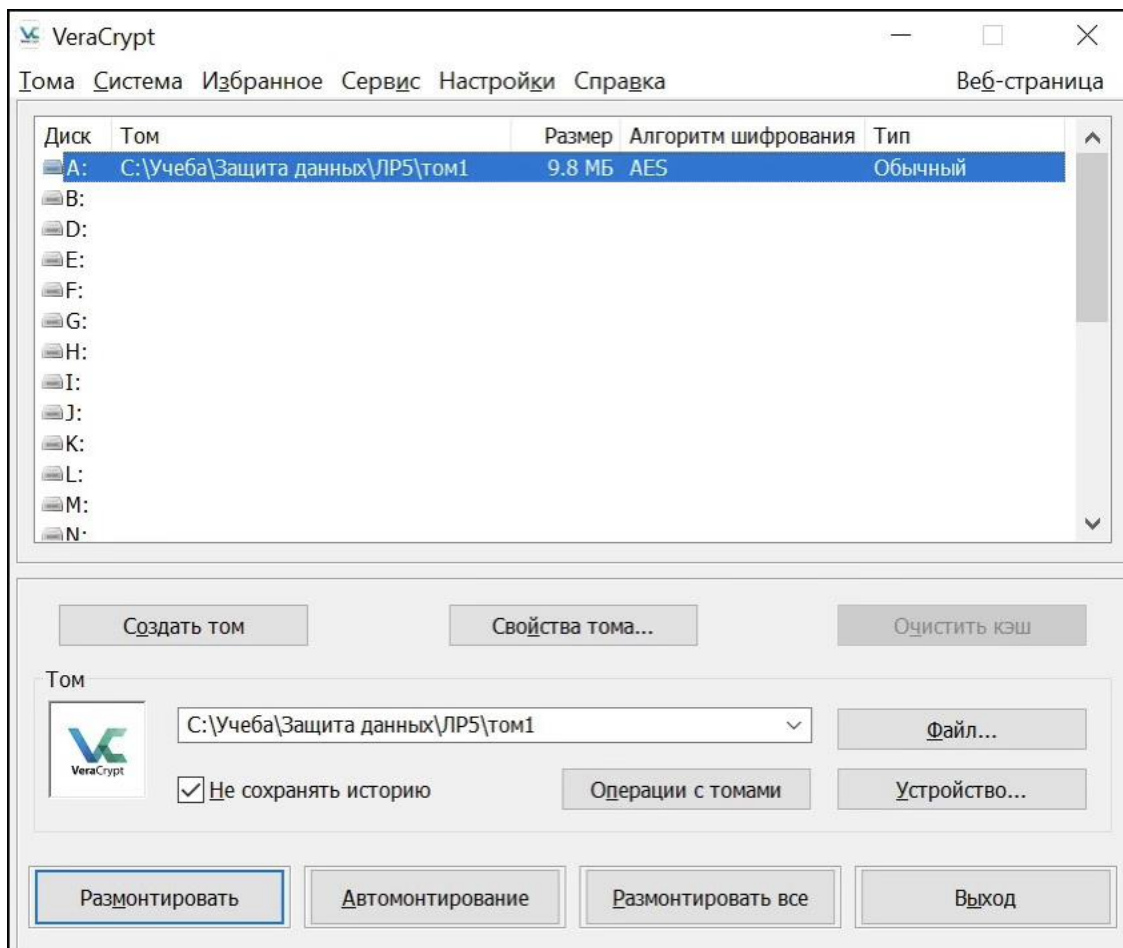 VeraCrypt
Тома Система Избранное Сервис Настройки Справка Веб-страница
Диск Том Размер Алгоритм шифрования Тип
A: C:\Учеба\Защита данных\ЛР5\том1 9.8 МБ AES Обычный
B:
D:
E:
F:
G:
H:
I:
J:
K:
L:
M:
N:
Создать том Свойства тома... Очистить кэш
Том
C:\Учеба\Защита данных\ЛР5\том1 Файл...
VeraCrypt
Не сохранять историю Операции с томами Устройство...
Размонтировать Автомонтирование Размонтировать все Выход